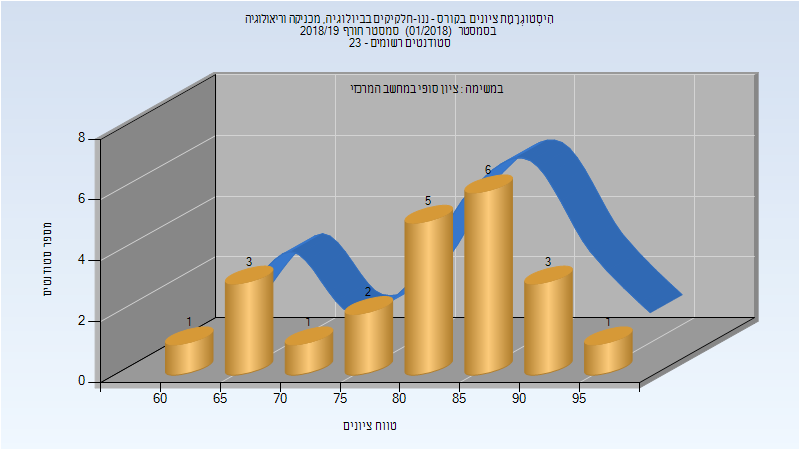 היסטוגרמת ציונים בקורס - ננו-חלקיקים בביולוגיה, מכניקה וריאולוגיה
בסמסטר (01/2018) סמסטר חורף 2018/19
סטודנטים רשומים - 23
במשימה : ציון סופי במחשב המרכזי
8
6
4
2
0
מספר סטודנטים
1
3
1
2
5
6
3
1
60 65 70 75 80 85 90 95
טווח ציונים